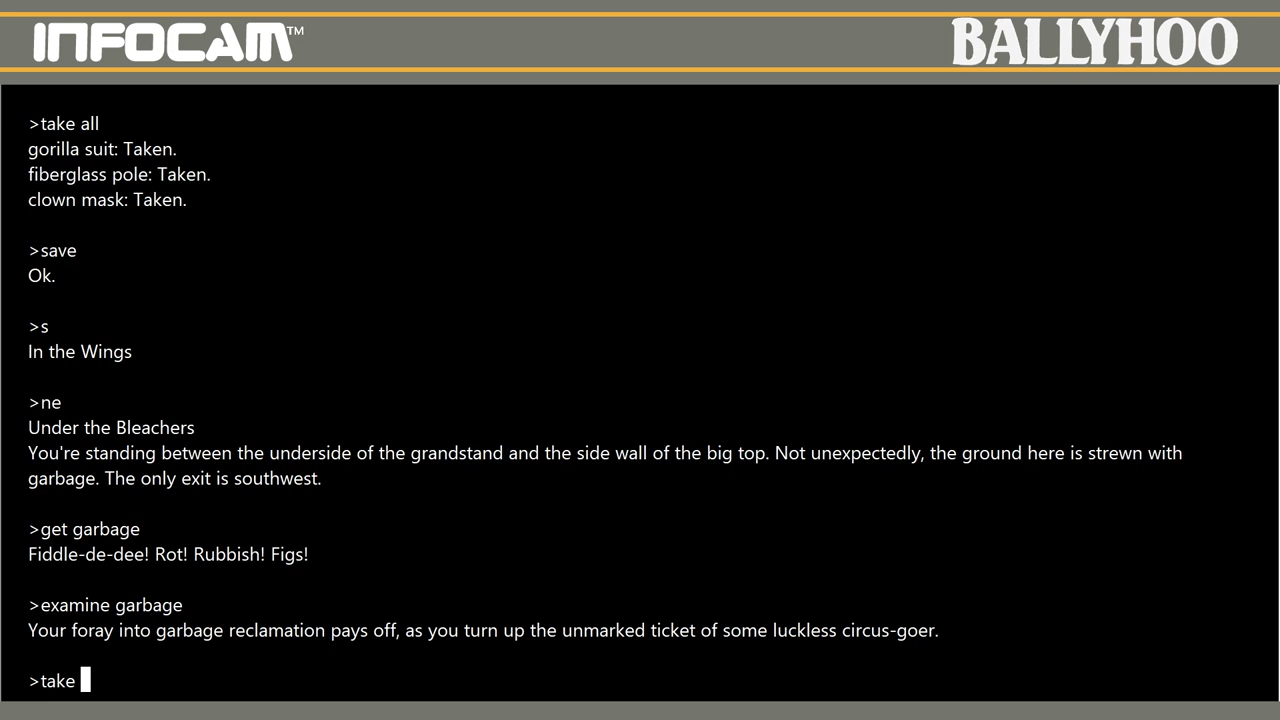 INFOCAM™
BALLYHOO
>take all
gorilla suit: Taken.
fiberglass pole: Taken.
clown mask: Taken.
>save
Ok.
>s
In the Wings
>ne
Under the Bleachers
You're standing between the underside of the grandstand and the side wall of the big top. Not unexpectedly, the ground here is strewn with
garbage. The only exit is southwest.
>get garbage
Fiddle-de-dee! Rot! Rubbish! Figs!
>examine garbage
Your foray into garbage reclamation pays off, as you turn up the unmarked ticket of some luckless circus-goer.
>take